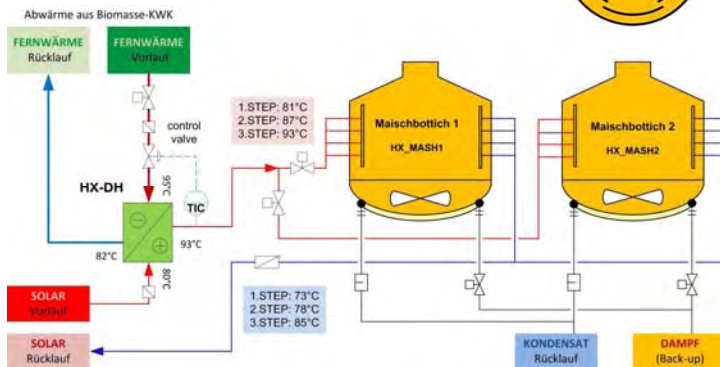 Abwärme aus Biomasse-KWK
FERNWÄRME
Rücklauf
FERNWÄRME
Vorlauf
control
valve
HX-DH
95°C
TIC
82°C
93°C
80°C
SOLAR
Vorlauf
SOLAR
Rücklauf
1.STEP: 81°C
2.STEP: 87°C
3.STEP: 93°C
Maischbottich 1
HX_MASH1
Maischbottich 2
HX_MASH2
1.STEP: 73°C
2.STEP: 78°C
3.STEP: 85°C
KONDENSAT
Rücklauf
DAMPF
(Back-up)